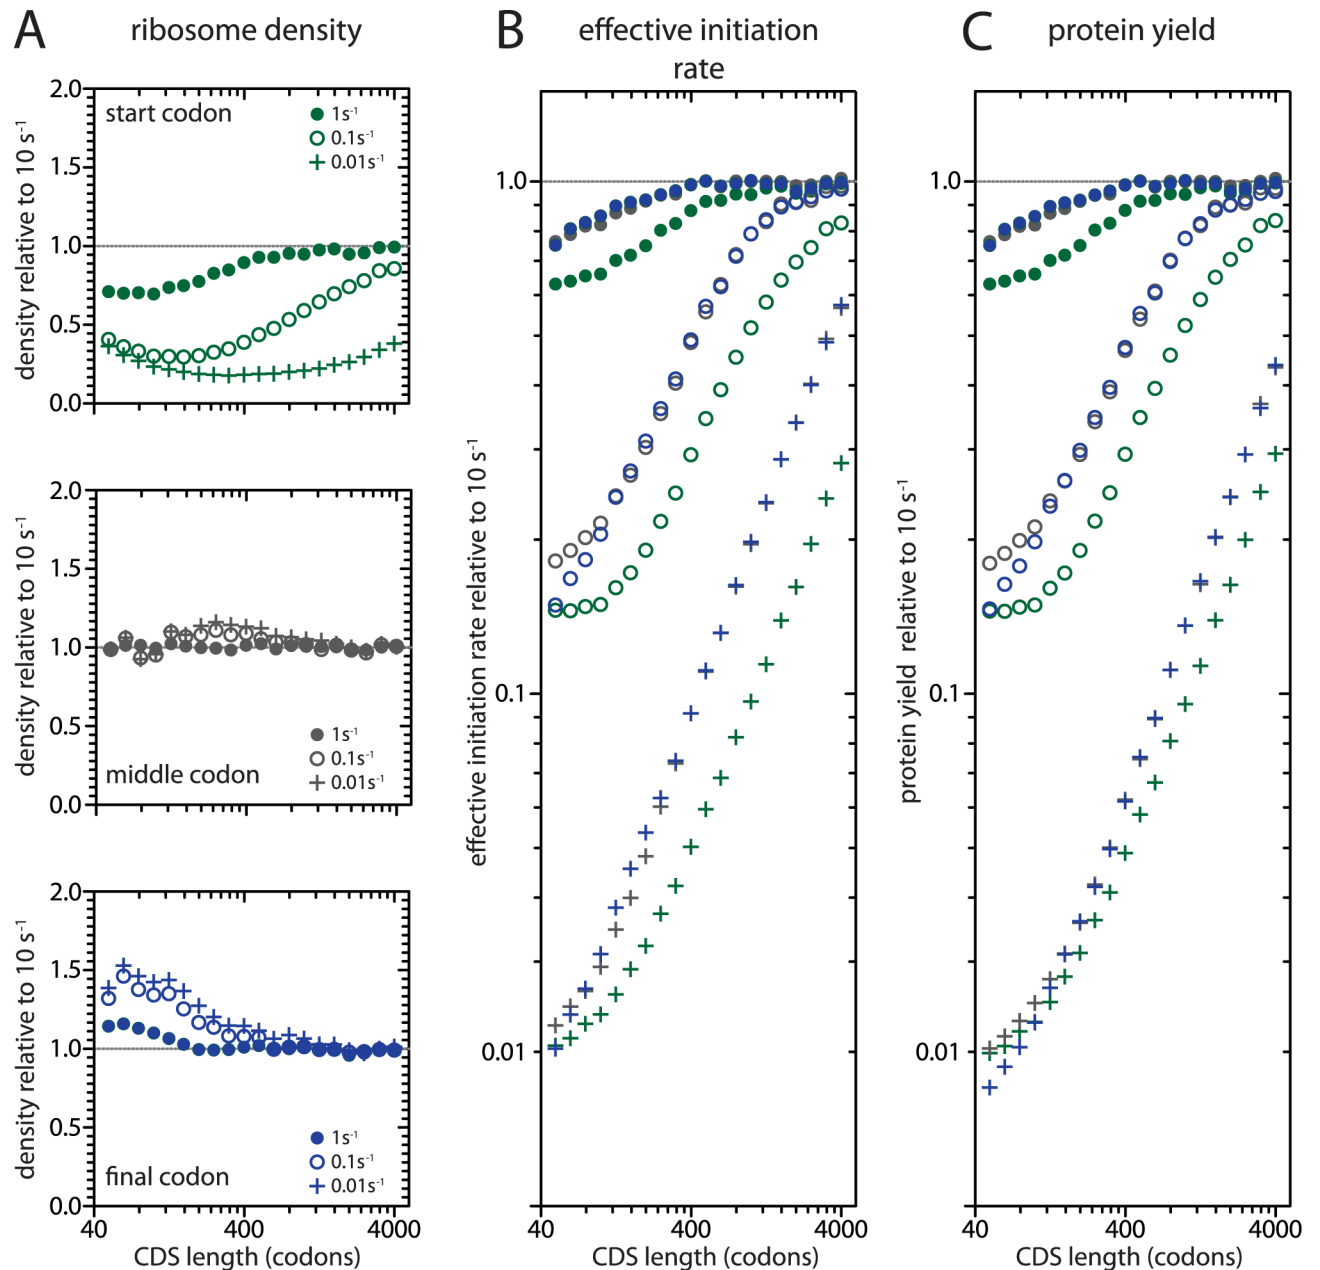 A
ribosome density
2.0
1.5
1.0
0.5
0.0
40
400
4000
density relative to 10 s⁻¹
start codon
1s⁻¹
0.1s⁻¹
0.01s⁻¹
2.0
1.5
1.0
0.5
0.0
density relative to 10 s⁻¹
middle codon
1s⁻¹
0.1s⁻¹
0.01s⁻¹
2.0
1.5
1.0
0.5
0.0
density relative to 10 s⁻¹
final codon
1s⁻¹
0.1s⁻¹
0.01s⁻¹
40
400
4000
CDS length (codons)
B
effective initiation
rate
1.0
0.1
0.01
effective initiation rate relative to 10 s⁻¹
40
400
4000
CDS length (codons)
C
protein yield
1.0
0.1
0.01
protein yield relative to 10 s⁻¹
40
400
4000
CDS length (codons)